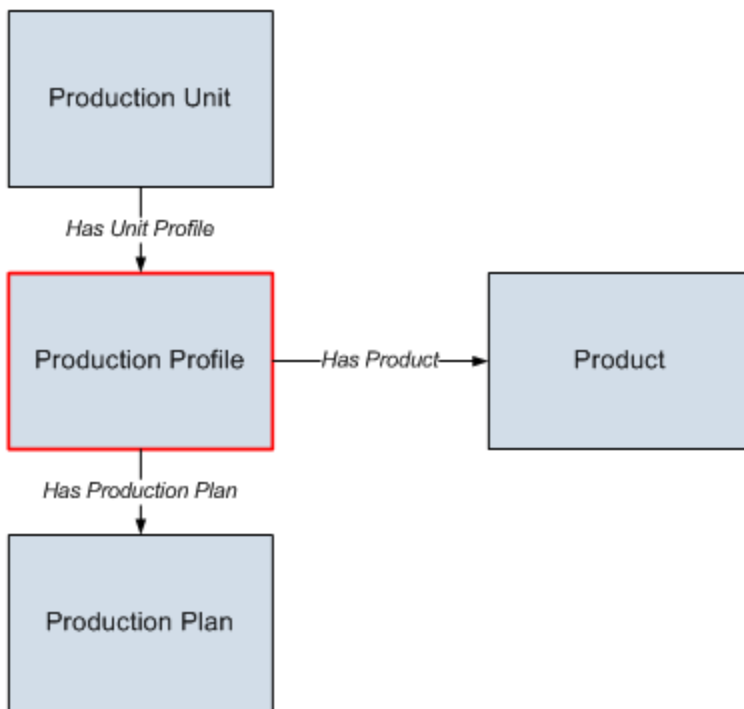 Production Unit
Has Unit Profile
Production Profile
Has Product
Product
Has Production Plan
Production Plan